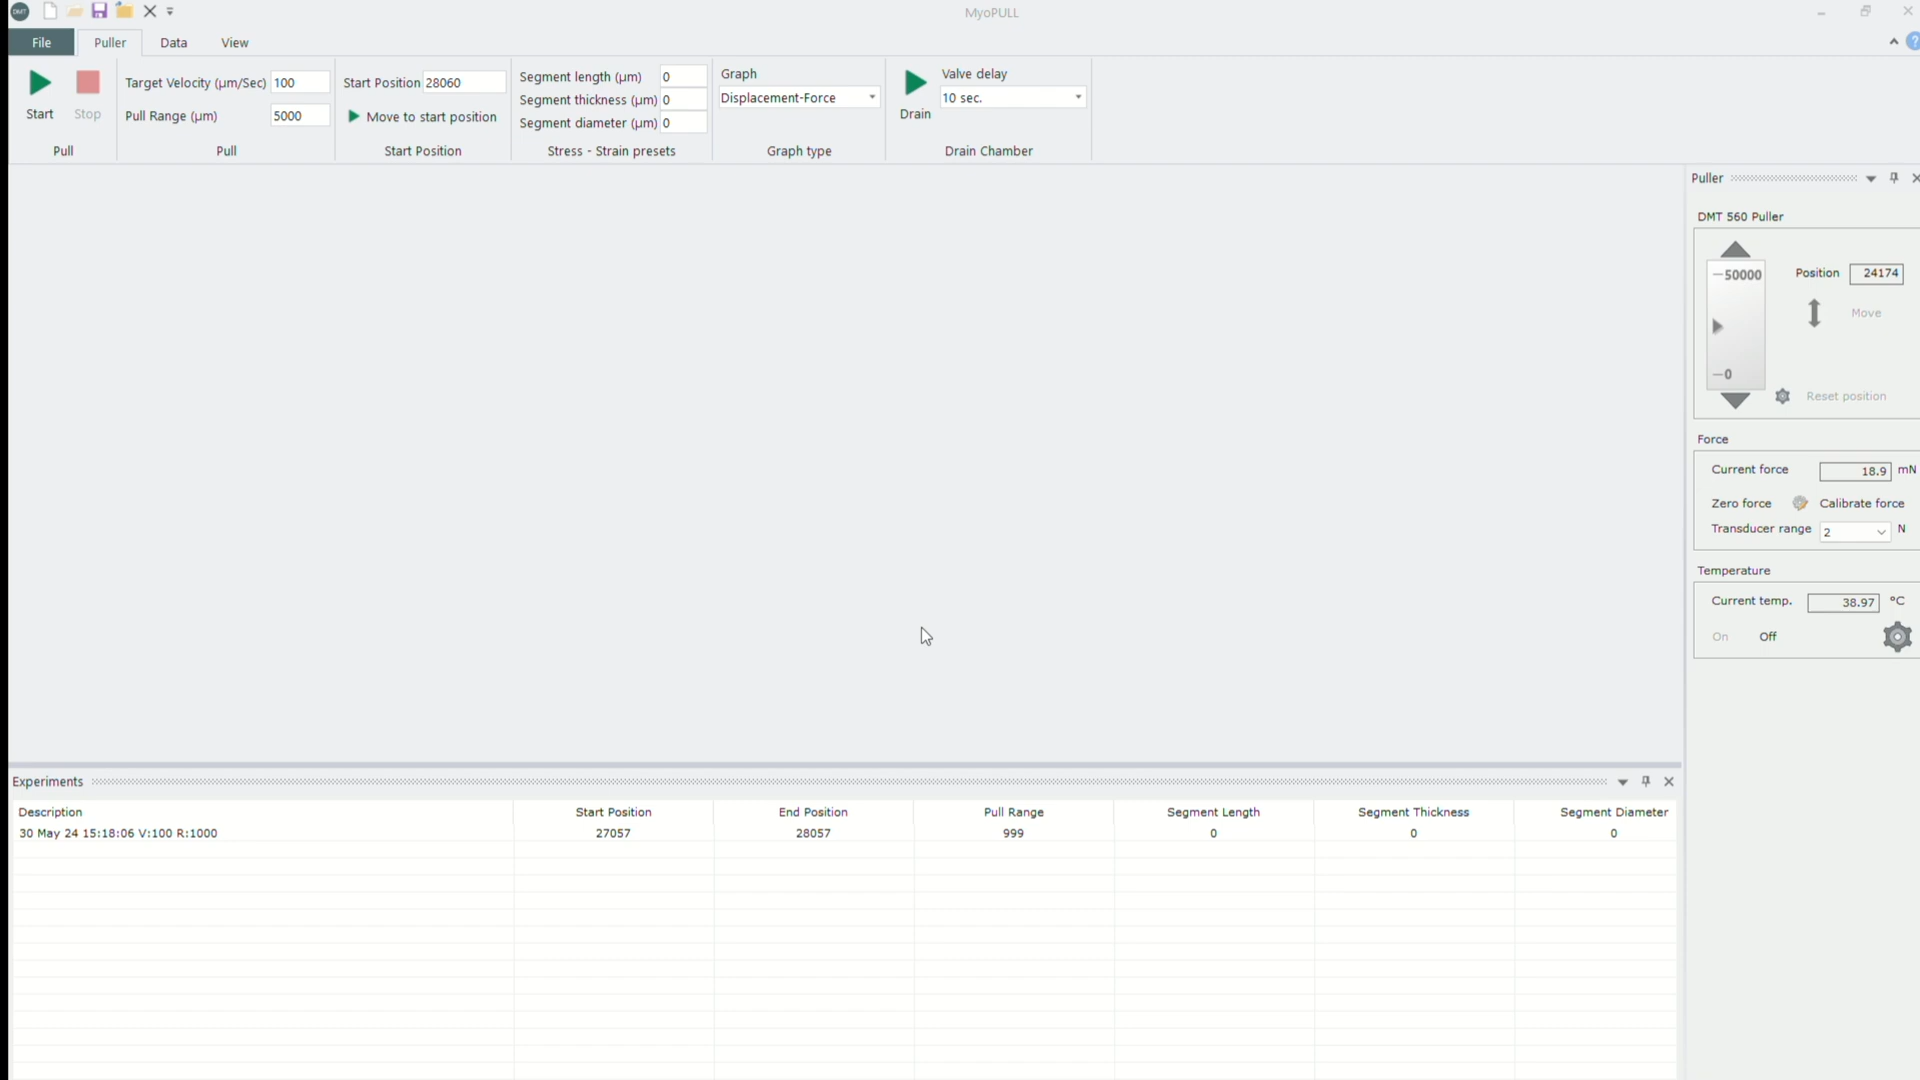 DMT
MyoPULL
File Puller Data View
?
Start Stop
Target Velocity (μm/Sec) 100
Pull Range (μm) 5000
Pull
Pull
Start Position 28060
Move to start position
Start Position
Segment length (μm) 0
Segment thickness (μm) 0
Segment diameter (μm) 0
Stress - Strain presets
Graph
Displacement-Force
Graph type
Drain
Valve delay
10 sec.
Drain Chamber
Puller
DMT 560 Puller
50000
0
Position 24174
Move
Reset position
Force
Current force 18.9 mN
Zero force Calibrate force
Transducer range 2 N
Temperature
Current temp. 38.97 °C
On Off
Experiments
Description Start Position End Position Pull Range Segment Length Segment Thickness Segment Diameter
30 May 24 15:18:06 V:100 R:1000 27057 28057 999 0 0 0